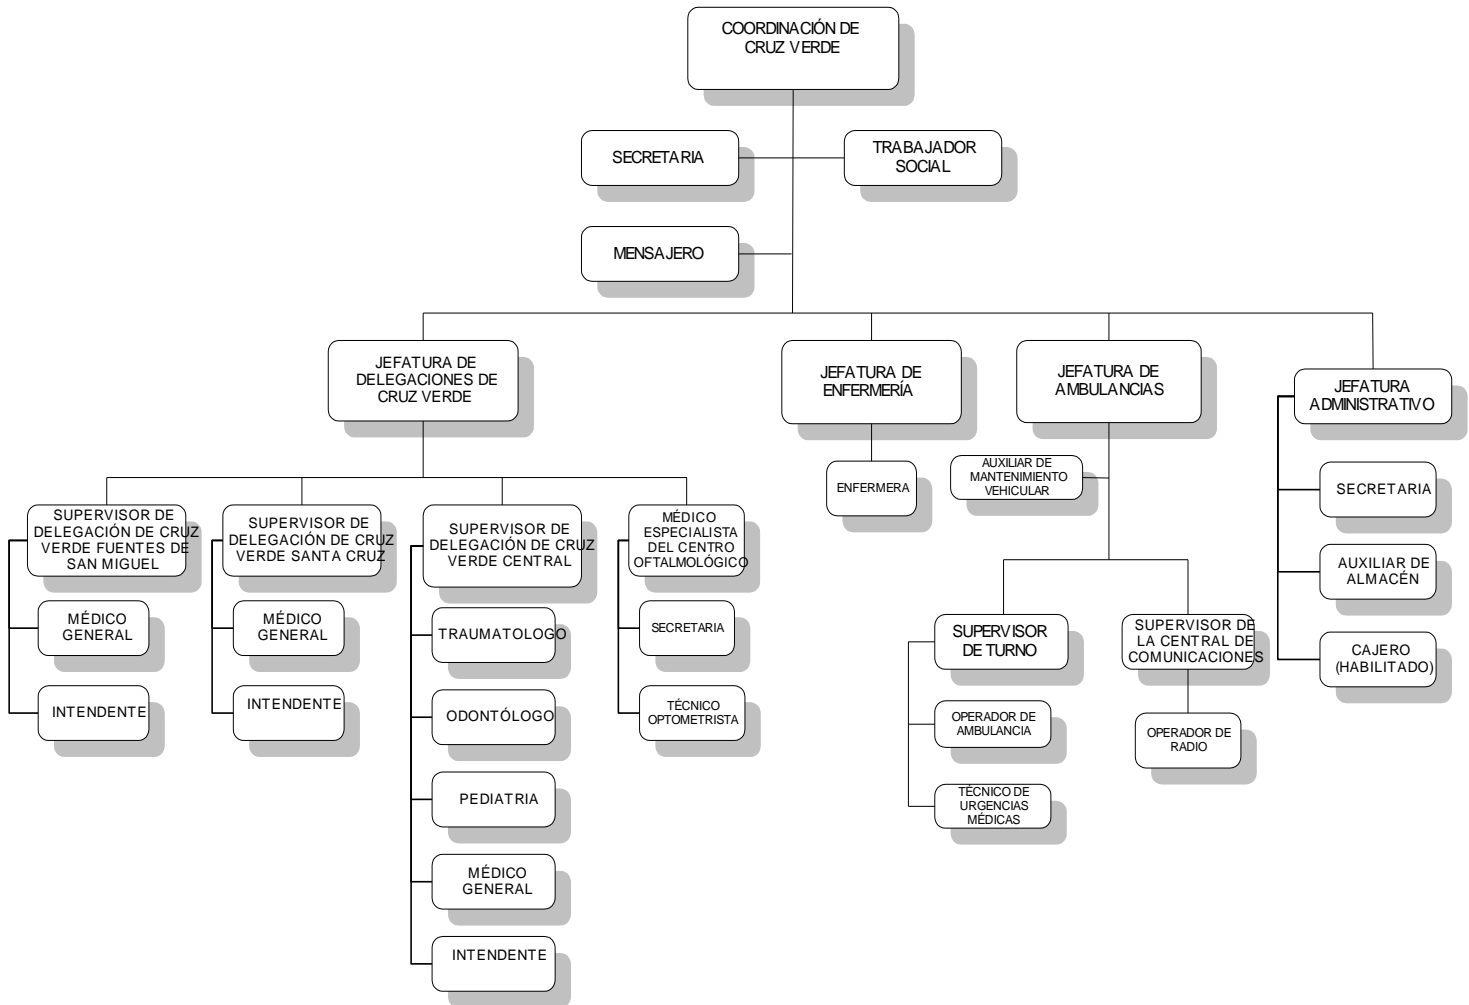 COORDINACIÓN DE
CRUZ VERDE
SECRETARIA
TRABAJADOR
SOCIAL
MENSAJERO
JEFATURA DE
DELEGACIONES DE
CRUZ VERDE
JEFATURA DE
ENFERMERÍA
JEFATURA DE
AMBULANCIAS
JEFATURA
ADMINISTRATIVO
ENFERMERA
AUXILIAR DE
MANTENIMIENTO
VEHICULAR
SECRETARIA
AUXILIAR DE
ALMACÉN
CAJERO
(HABILITADO)
SUPERVISOR DE
DELEGACIÓN DE CRUZ
VERDE FUENTES DE
SAN MIGUEL
MÉDICO
GENERAL
INTENDENTE
SUPERVISOR DE
DELEGACIÓN DE CRUZ
VERDE SANTA CRUZ
MÉDICO
GENERAL
INTENDENTE
SUPERVISOR DE
DELEGACIÓN DE CRUZ
VERDE CENTRAL
TRAUMATOLOGO
ODONTÓLOGO
PEDIATRIA
MÉDICO
GENERAL
INTENDENTE
MÉDICO
ESPECIALISTA
DEL CENTRO
OFTALMOLÓGICO
SECRETARIA
TÉCNICO
OPTOMETRISTA
SUPERVISOR
DE TURNO
OPERADOR DE
AMBULANCIA
TÉCNICO DE
URGENCIAS
MÉDICAS
SUPERVISOR DE
LA CENTRAL DE
COMUNICACIONES
OPERADOR DE
RADIO